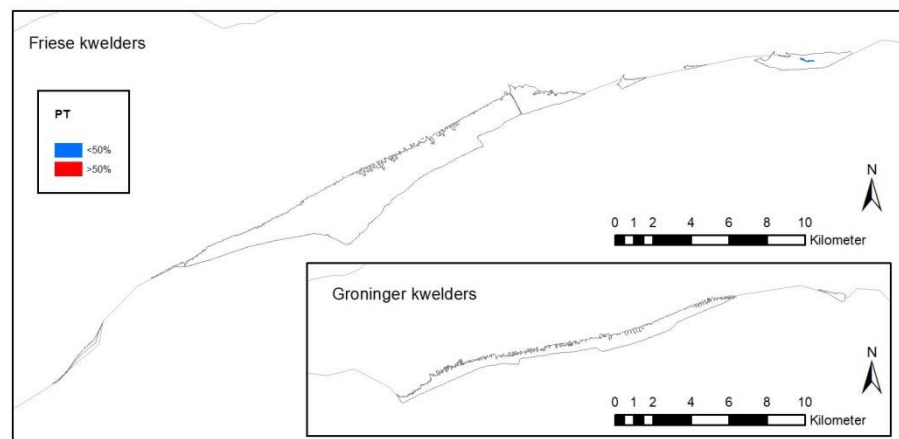 Friese kwelders
PT
<50%
>50%
N
0 1 2 4 6 8 10
Kilometer
Groninger kwelders
N
0 1 2 4 6 8 10
Kilometer